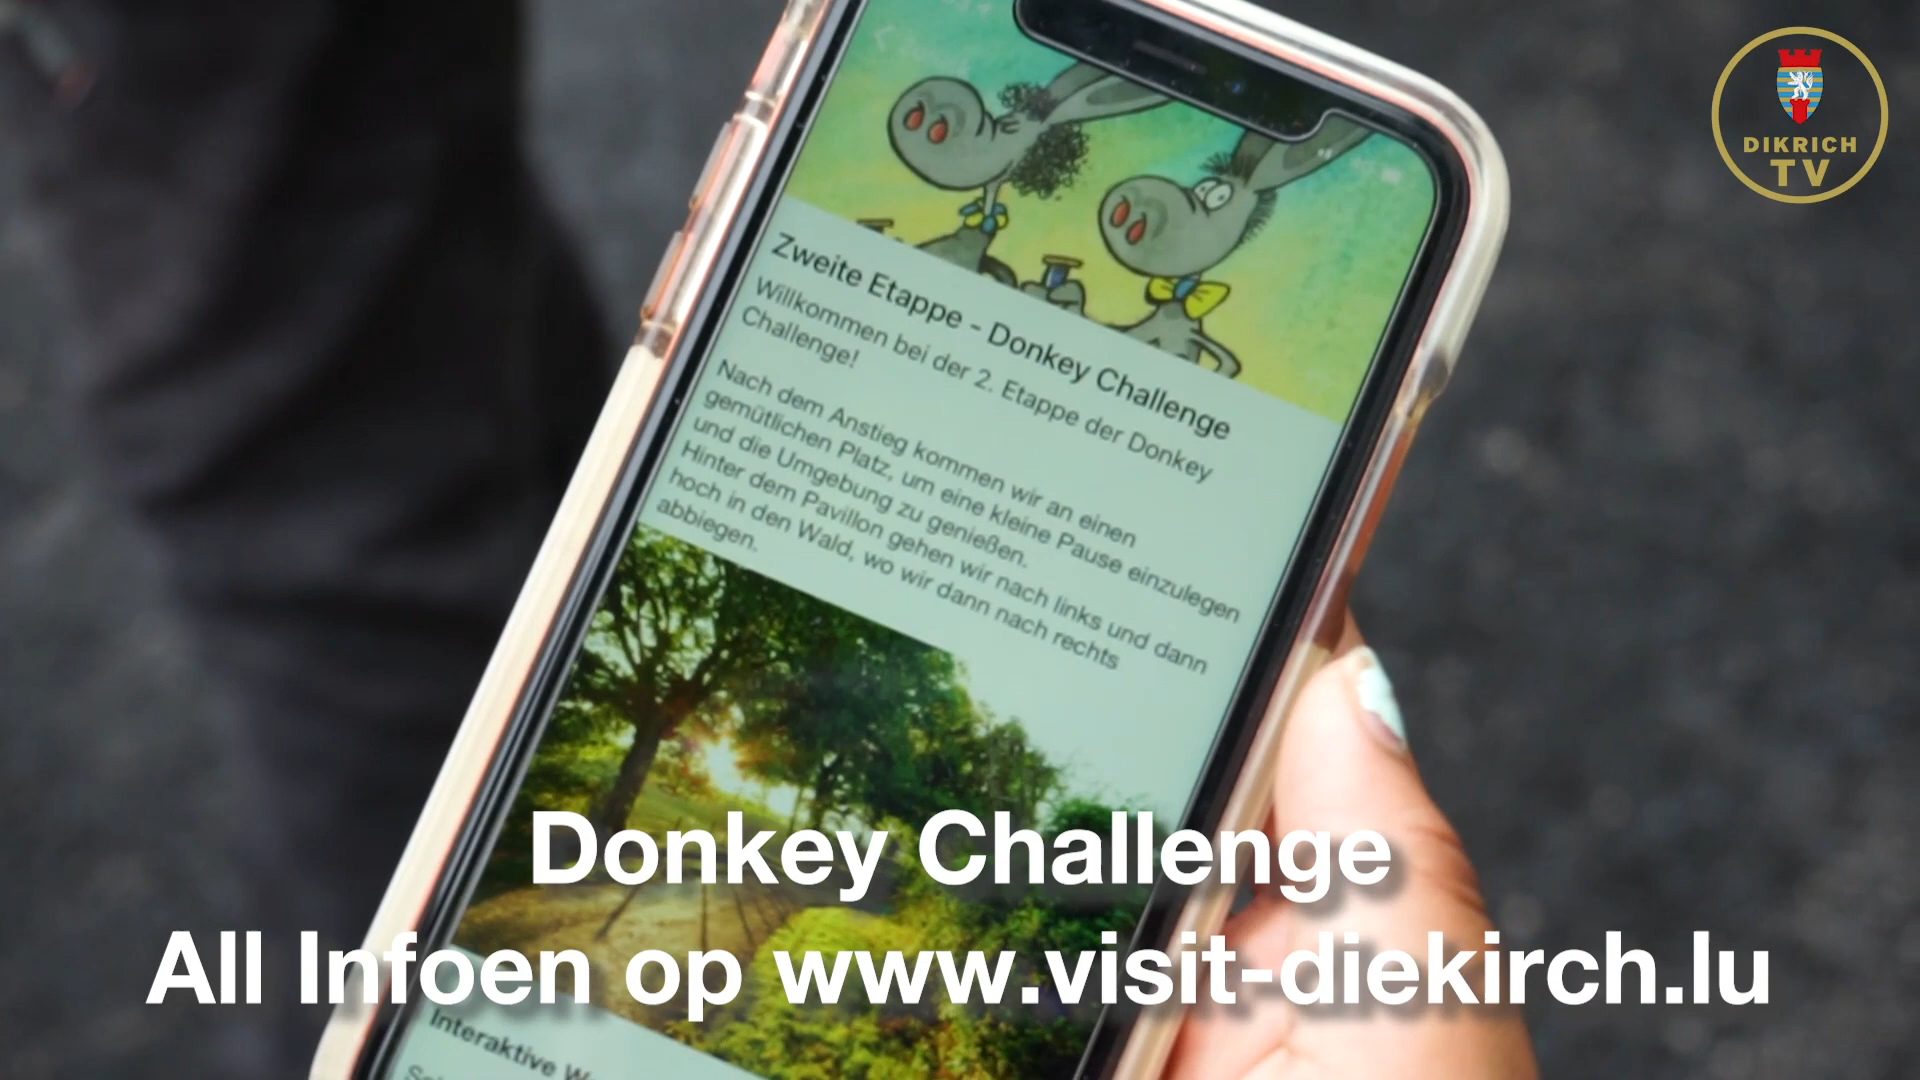 DIKRICH
TV
Zweite Etappe - Donkey Challenge
Willkommen bei der 2. Etappe der Donkey
Challenge!
Nach dem Anstieg kommen wir an einen
gemütlichen Platz, um eine kleine Pause einzulegen
und die Umgebung zu genießen.
Hinter dem Pavillon gehen wir nach links und dann
hoch in den Wald, wo wir dann nach rechts
abbiegen.
Donkey Challenge
All Infoen op www.visit-diekirch.lu
Interaktive